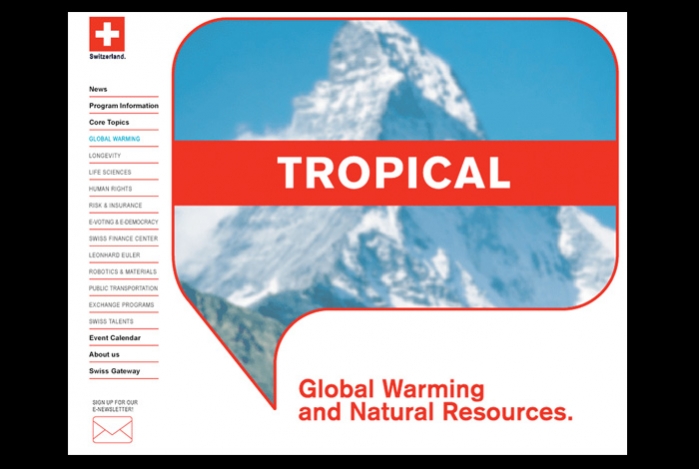 Switzerland.
News
Program Information
Core Topics
GLOBAL WARMING
LONGEVITY
LIFE SCIENCES
HUMAN RIGHTS
RISK & INSURANCE
E-VOTING & E-DEMOCRACY
SWISS FINANCE CENTER
LEONHARD EULER
ROBOTICS & MATERIALS
PUBLIC TRANSPORTATION
EXCHANGE PROGRAMS
SWISS TALENTS
Event Calendar
About us
Swiss Gateway
SIGN UP FOR OUR
E-NEWSLETTER!
TROPICAL
Global Warming
and Natural Resources.